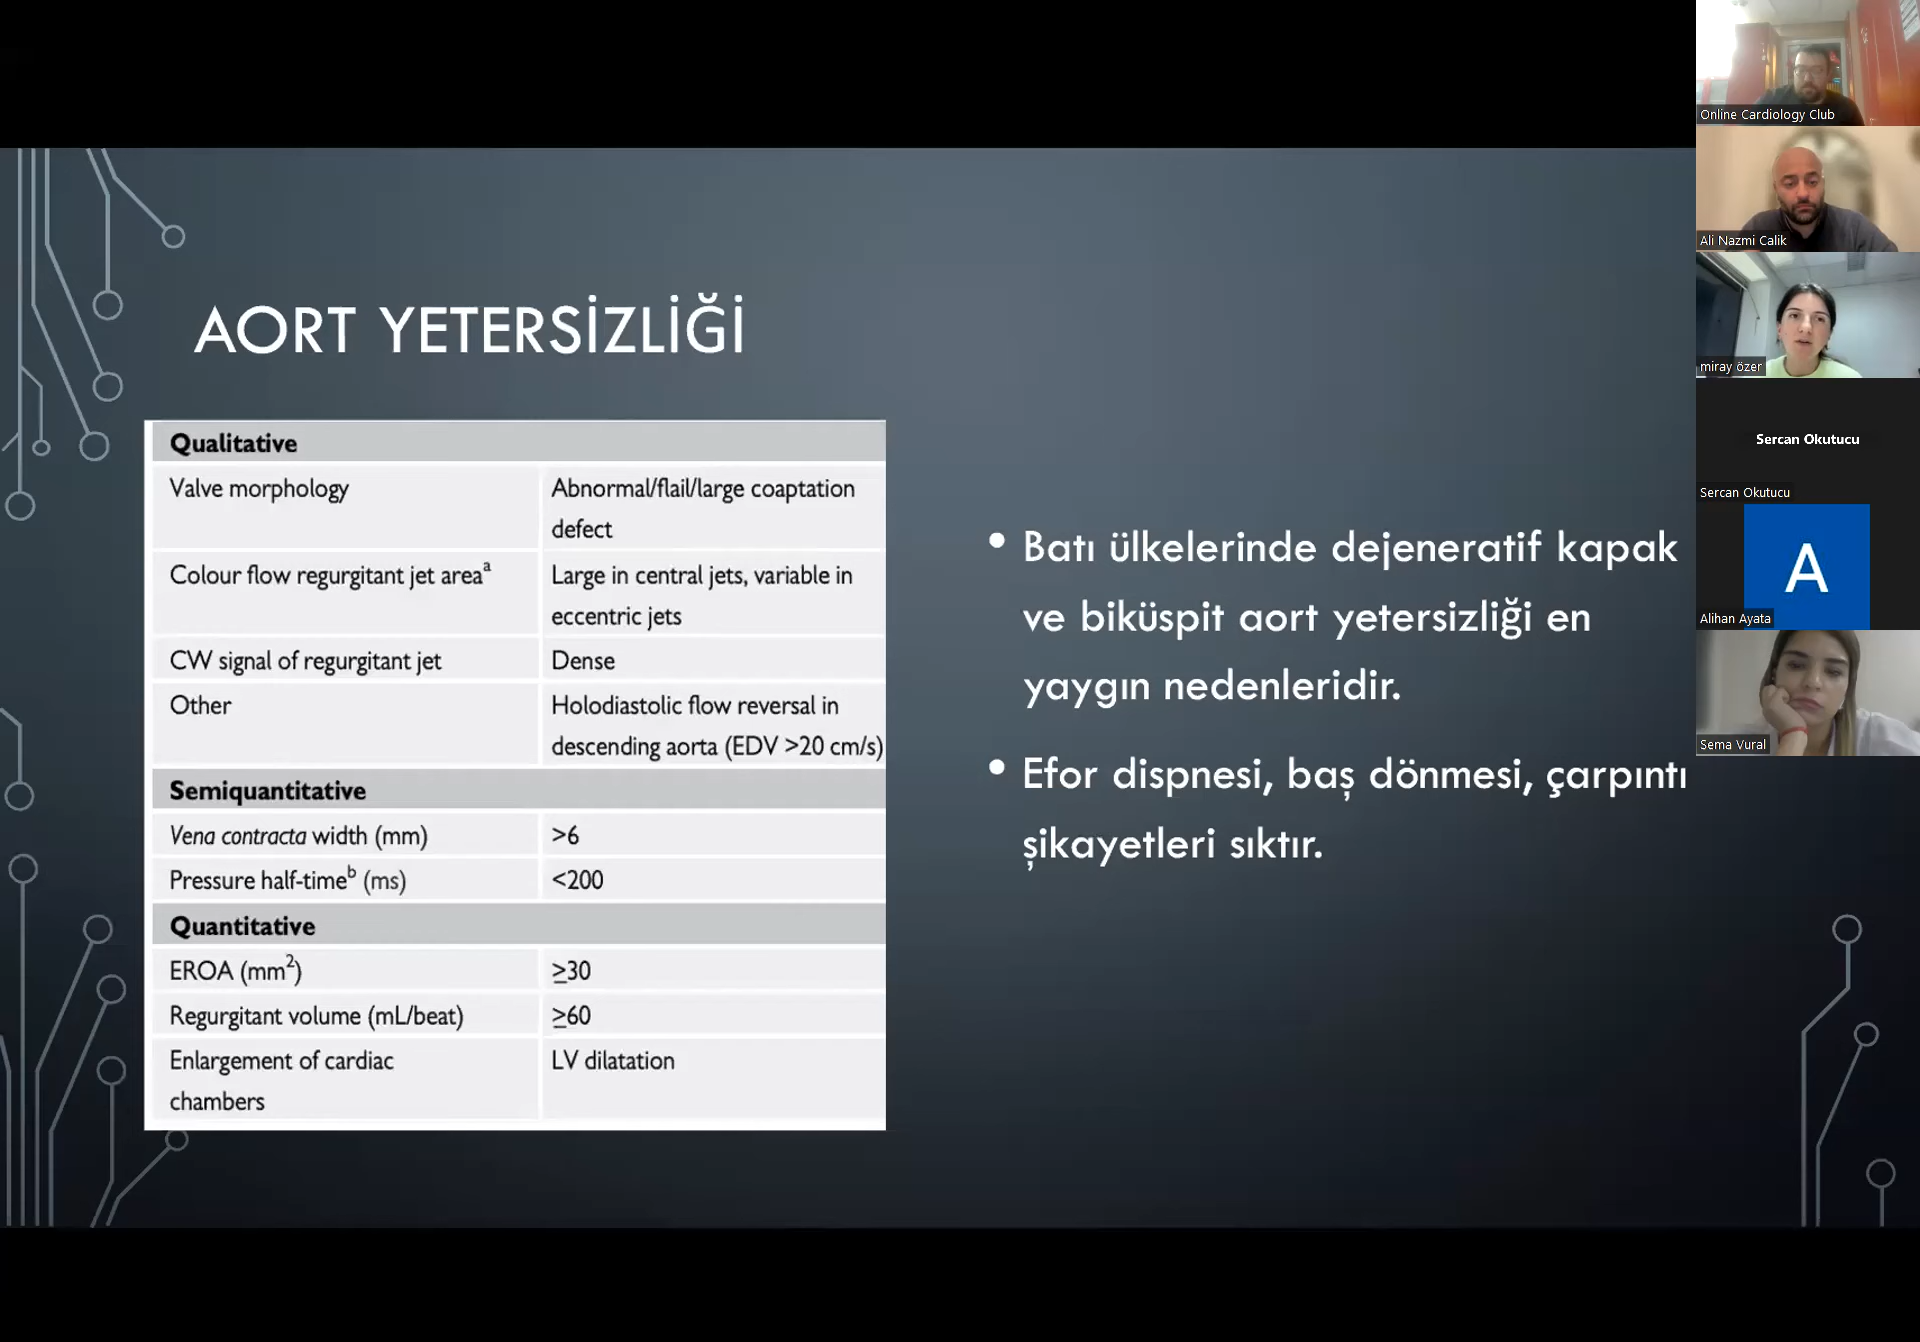 AORT YETERSİZLİĞİ
Qualitative
Valve morphology
Abnormal/flail/large coaptation
defect
Colour flow regurgitant jet areaᵃ
Large in central jets, variable in
eccentric jets
CW signal of regurgitant jet
Dense
Other
Holodiastolic flow reversal in
descending aorta (EDV >20 cm/s)
Semiquantitative
Vena contracta width (mm)
>6
Pressure half-timeᵇ (ms)
<200
Quantitative
EROA (mm²)
≥30
Regurgitant volume (mL/beat)
≥60
Enlargement of cardiac
chambers
LV dilatation
• Batı ülkelerinde dejeneratif kapak
ve biküspit aort yetersizliği en
yaygın nedenleridir.
• Efor dispnesi, baş dönmesi, çarpıntı
şikayetleri sıktır.
Online Cardiology Club
Ali Nazmi Calik
miray özer
Sercan Okutucu
Sercan Okutucu
A
Alihan Ayata
Sema Vural